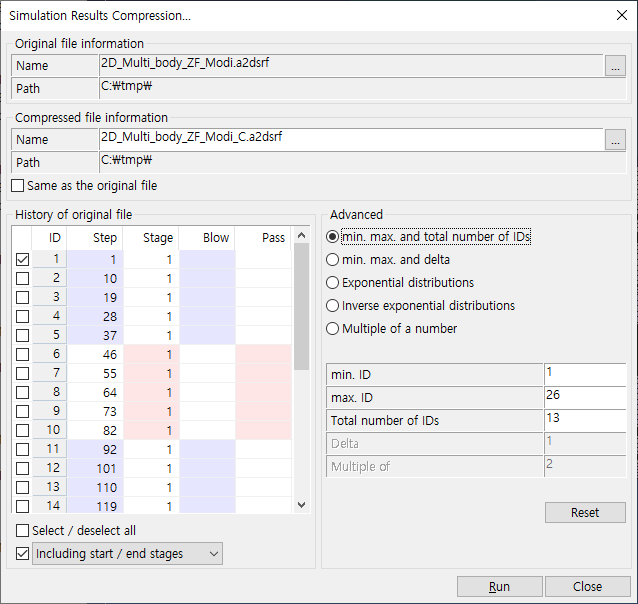 Simulation Results Compression...
Original file information
Name 2D_Multi_body_ZF_Modi.a2dsrf ...
Path C:₩tmp₩
Compressed file information
Name 2D_Multi_body_ZF_Modi_C.a2dsrf ...
Path C:₩tmp₩
Same as the original file
History of original file
ID Step Stage Blow Pass
1 1 1
2 10 1
3 19 1
4 28 1
5 37 1
6 46 1
7 55 1
8 64 1
9 73 1
10 82 1
11 92 1
12 101 1
13 110 1
14 119 1
Select / deselect all
Including start / end stages
Advanced
min. max. and total number of IDs
min. max. and delta
Exponential distributions
Inverse exponential distributions
Multiple of a number
min. ID 1
max. ID 26
Total number of IDs 13
Delta 1
Multiple of 2
Reset
Run Close